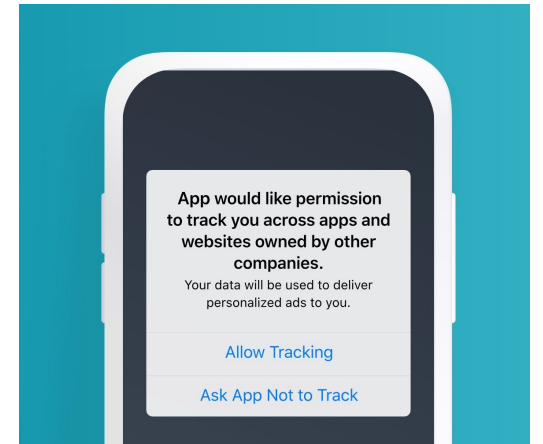 App would like permission
to track you across apps and
websites owned by other
companies.
Your data will be used to deliver
personalized ads to you.
Allow Tracking
Ask App Not to Track